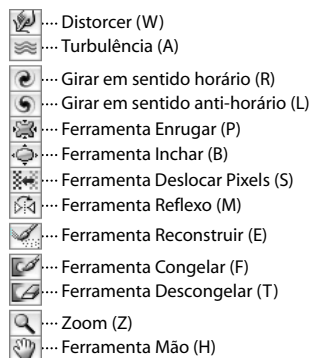 Distorcer (W)
Turbulência (A)
Girar em sentido horário (R)
Girar em sentido anti-horário (L)
Ferramenta Enrugar (P)
Ferramenta Inchar (B)
Ferramenta Deslocar Pixels (S)
Ferramenta Reflexo (M)
Ferramenta Reconstruir (E)
Ferramenta Congelar (F)
Ferramenta Descongelar (T)
Zoom (Z)
Ferramenta Mão (H)